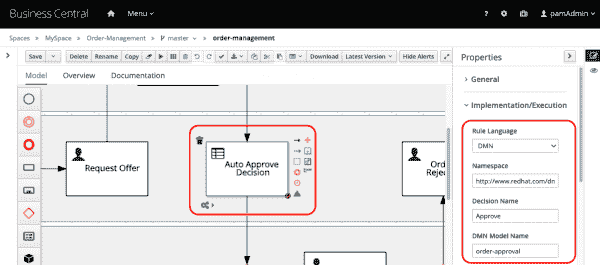 Business Central
Menu
pamAdmin
Spaces » MySpace » Order-Management » master » order-management
Save Delete Rename Copy Download Latest Version Hide Alerts
Model Overview Documentation
Request Offer
Auto Approve
Decision
Ord
Rejec
Properties
General
Implementation/Execution
Rule Language
DMN
Namespace
http://www.redhat.com/dm
Decision Name
Approve
DMN Model Name
order-approval